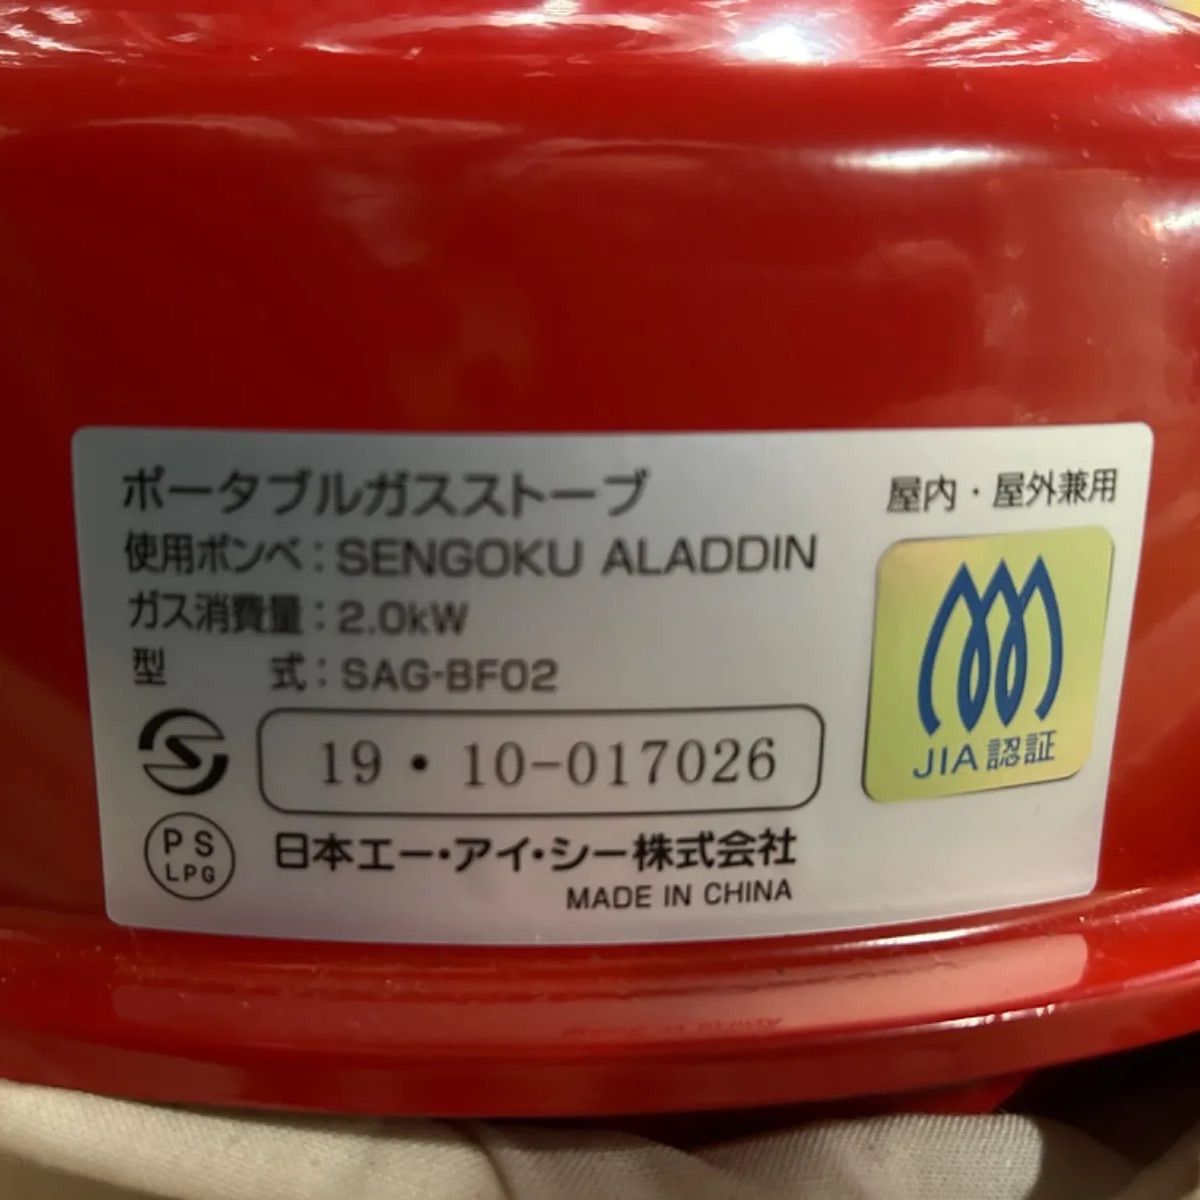 ポータブルガスストーブ
屋内・屋外兼用
使用ボンベ：SENGOKU ALADDIN
ガス消費量：2.0kW
型　　　式：SAG-BF02
19・10-017026
JIA認証
PS
LPG
日本エー・アイ・シー株式会社
MADE IN CHINA